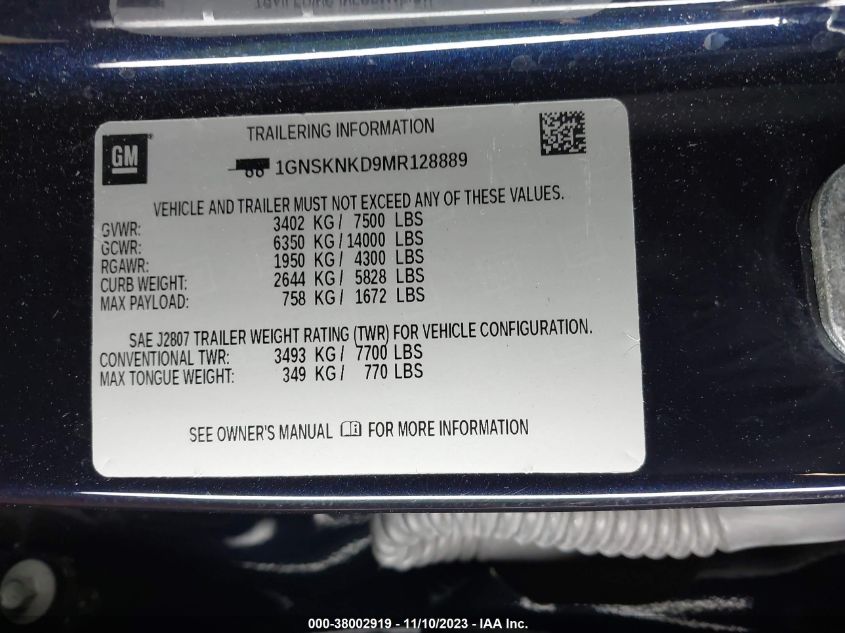 GM
TRAILERING INFORMATION
1GNSKNKD9MR128889
VEHICLE AND TRAILER MUST NOT EXCEED ANY OF THESE VALUES.
GVWR: 3402 KG / 7500 LBS
GCWR: 6350 KG / 14000 LBS
RGAWR: 1950 KG / 4300 LBS
CURB WEIGHT: 2644 KG / 5828 LBS
MAX PAYLOAD: 758 KG / 1672 LBS
SAE J2807 TRAILER WEIGHT RATING (TWR) FOR VEHICLE CONFIGURATION.
CONVENTIONAL TWR: 3493 KG / 7700 LBS
MAX TONGUE WEIGHT: 349 KG / 770 LBS
SEE OWNER'S MANUAL FOR MORE INFORMATION
000-38002919 - 11/10/2023 - IAA Inc.